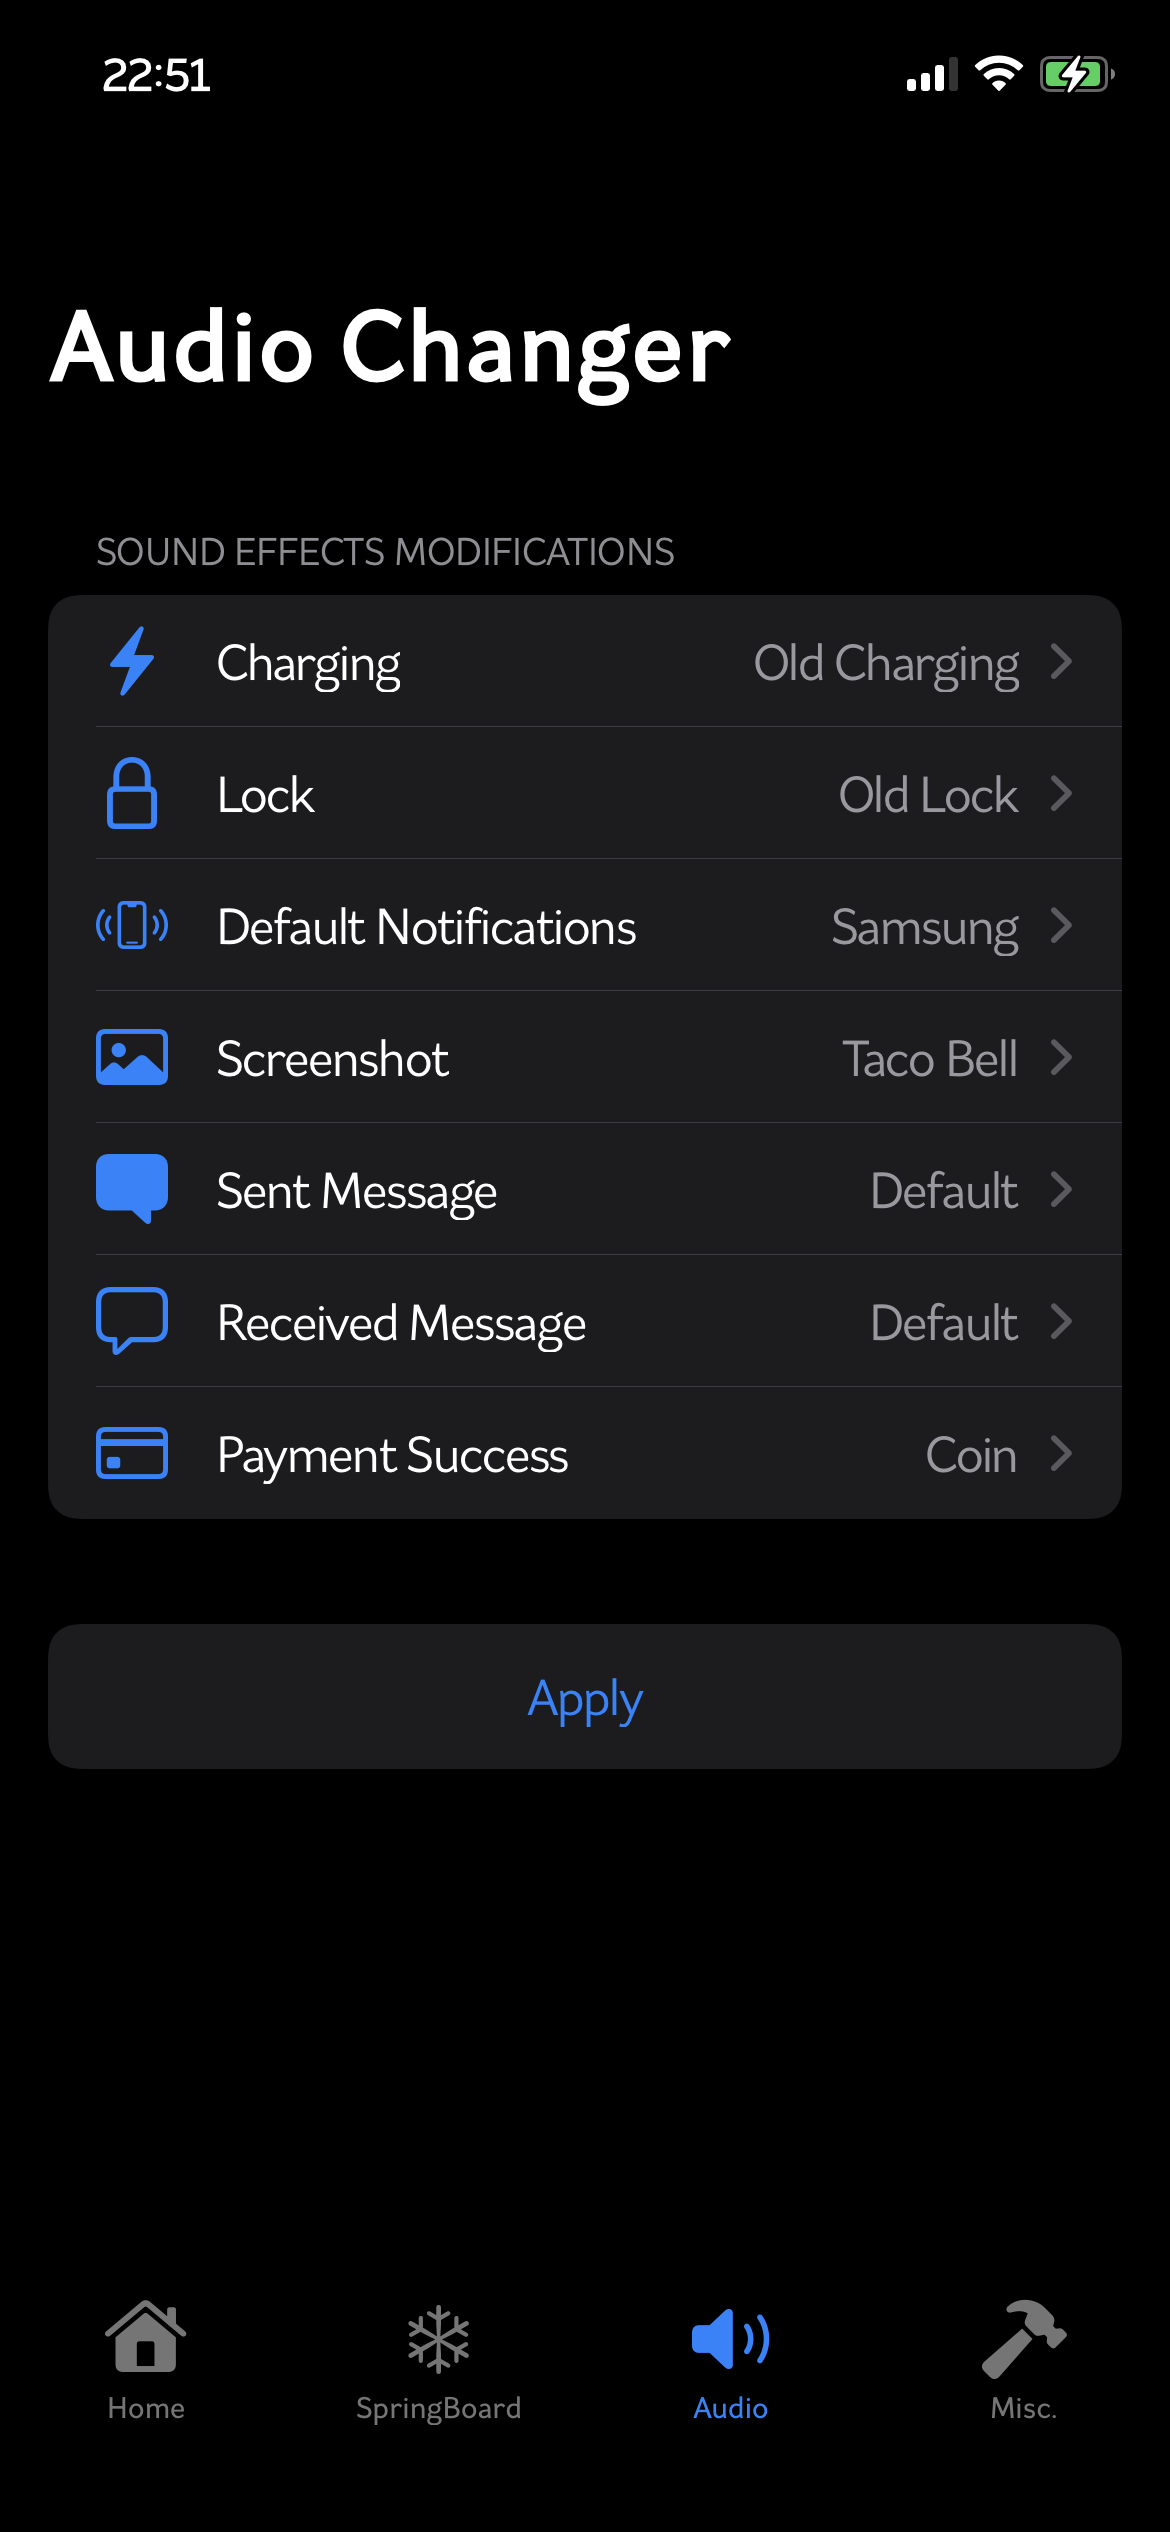 22:51
Audio Changer
SOUND EFFECTS MODIFICATIONS
Charging Old Charging
Lock Old Lock
Default Notifications Samsung
Screenshot Taco Bell
Sent Message Default
Received Message Default
Payment Success Coin
Apply
Home SpringBoard Audio Misc.